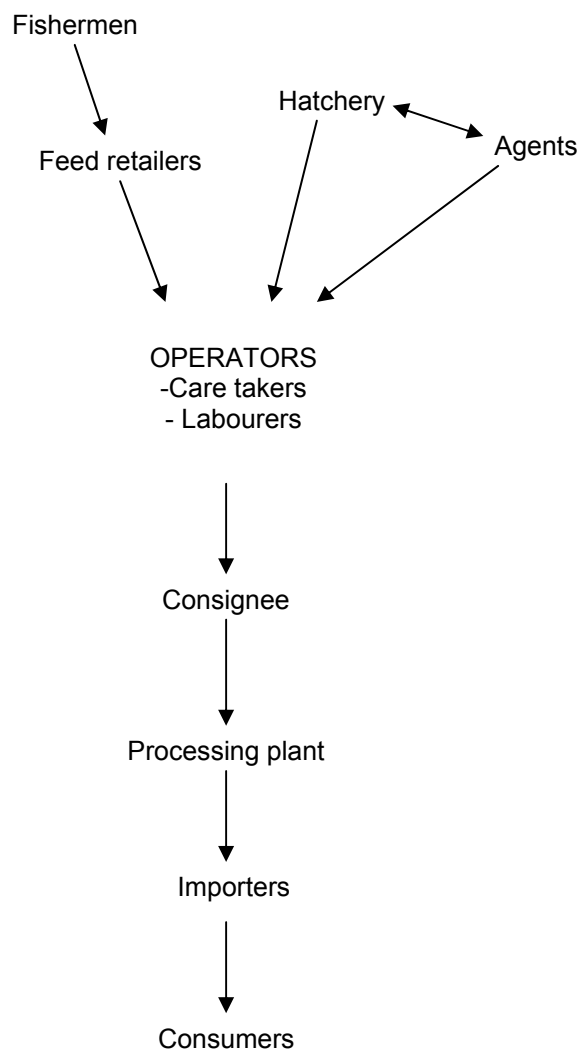 Fishermen
Hatchery
Agents
Feed retailers
OPERATORS
-Care takers
- Labourers
Consignee
Processing plant
Importers
Consumers